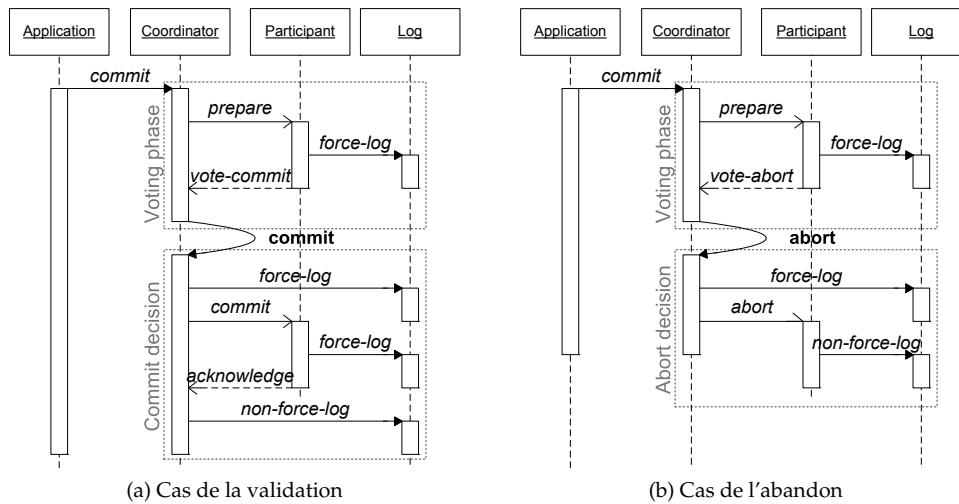 Application Coordinator Participant Log
commit
Voting phase
prepare
force-log
vote-commit
commit
Commit decision
force-log
commit
force-log
acknowledge
non-force-log
(a) Cas de la validation
Application Coordinator Participant Log
commit
Voting phase
prepare
force-log
vote-abort
abort
Abort decision
force-log
abort
non-force-log
(b) Cas de l'abandon